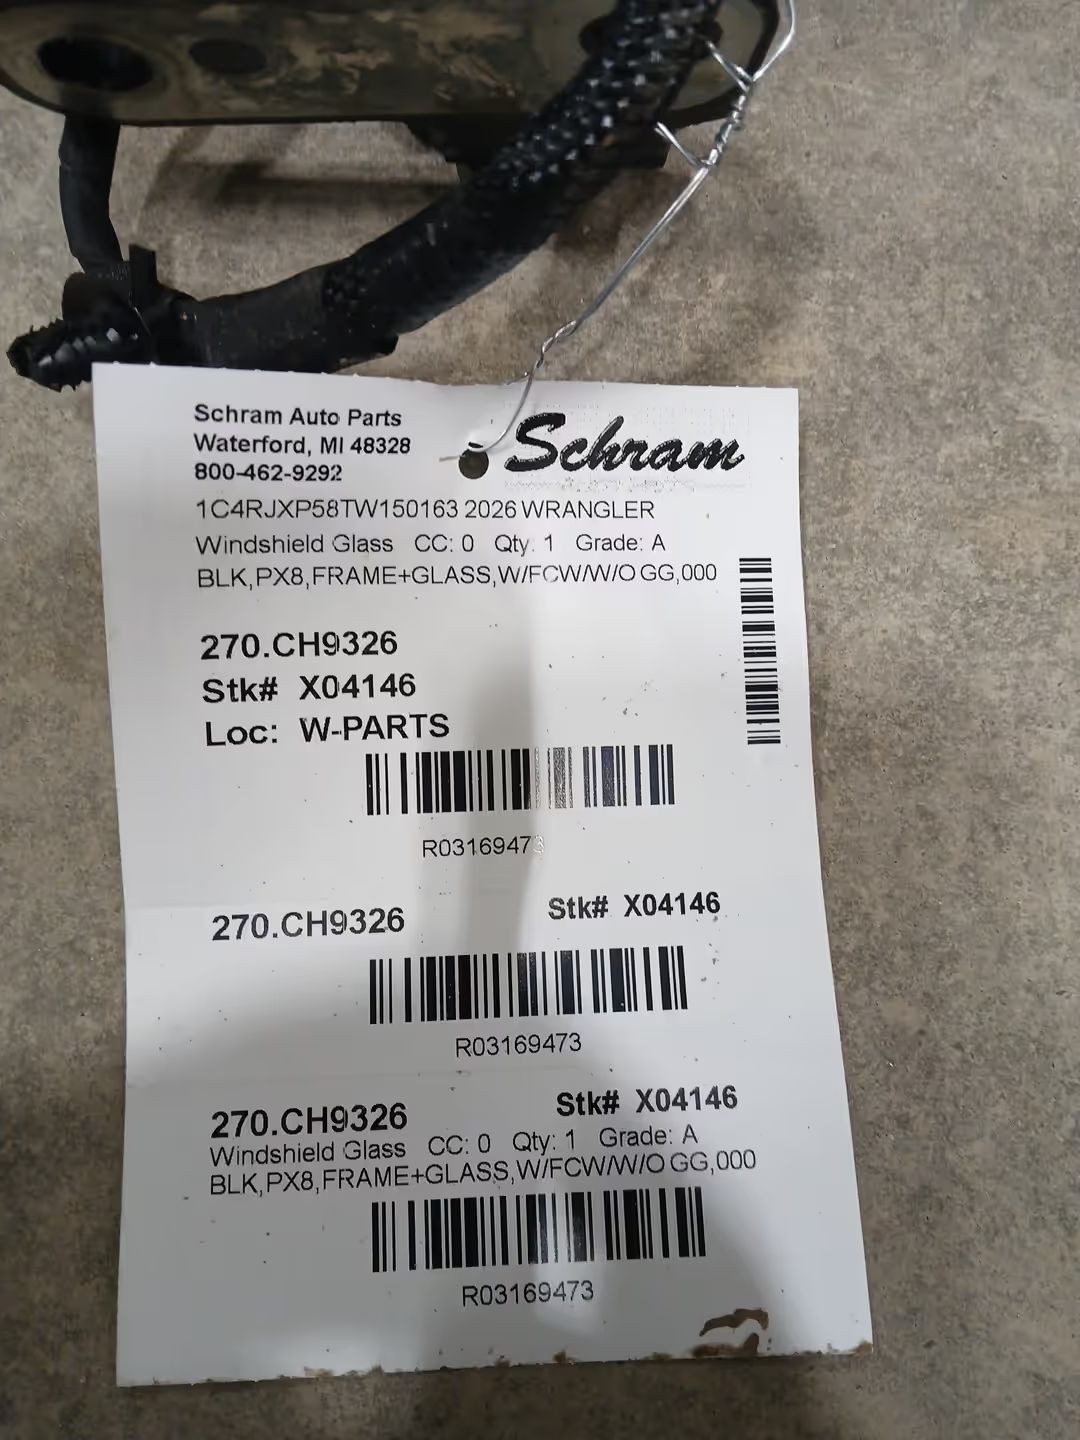 Schram Auto Parts
Waterford, MI 48328
800-462-9292
Schram
1C4RJXP58TW150163 2026 WRANGLER
Windshield Glass CC: 0 Qty: 1 Grade: A
BLK,PX8,FRAME+GLASS,W/FCW/W/O GG,000
270.CH9326
Stk# X04146
Loc: W-PARTS
R03169473
270.CH9326 Stk# X04146
R03169473
270.CH9326 Stk# X04146
Windshield Glass CC: 0 Qty: 1 Grade: A
BLK,PX8,FRAME+GLASS,W/FCW/W/O GG,000
R03169473